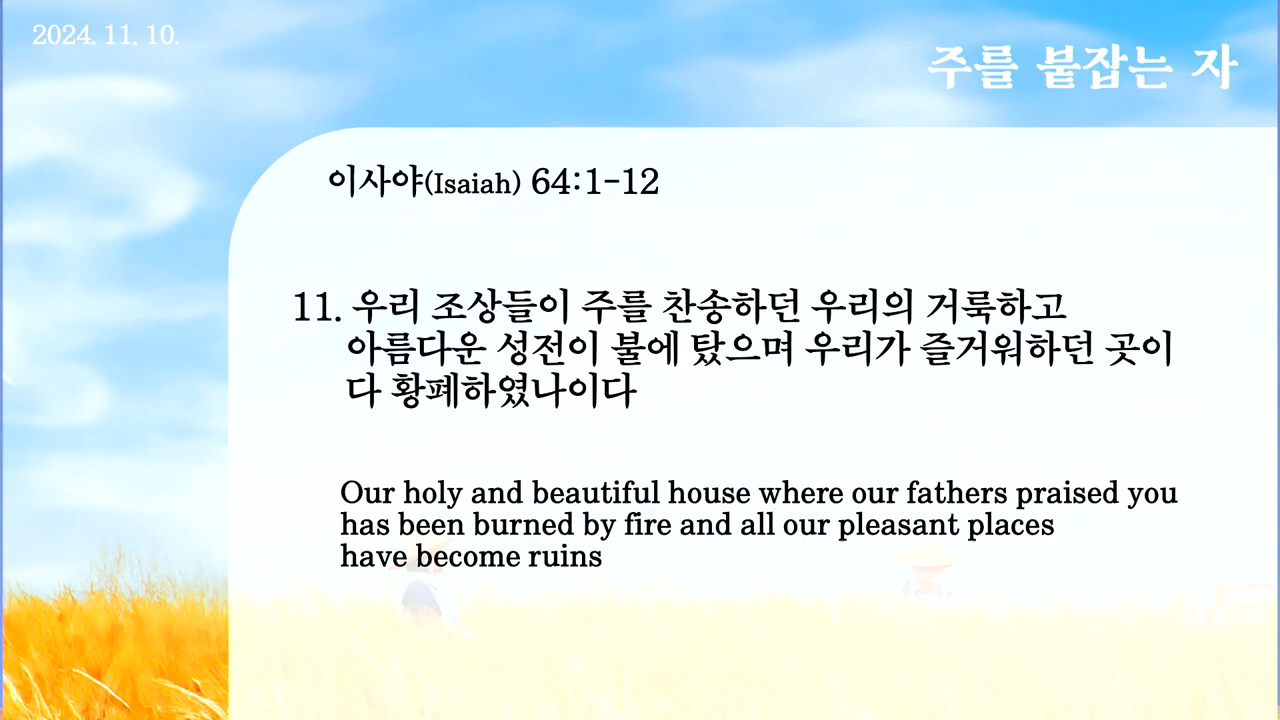 2024. 11. 10.
주를 붙잡는 자
이사야(Isaiah) 64:1-12
11. 우리 조상들이 주를 찬송하던 우리의 거룩하고
아름다운 성전이 불에 탔으며 우리가 즐거워하던 곳이
다 황폐하였나이다
Our holy and beautiful house where our fathers praised you
has been burned by fire and all our pleasant places
have become ruins